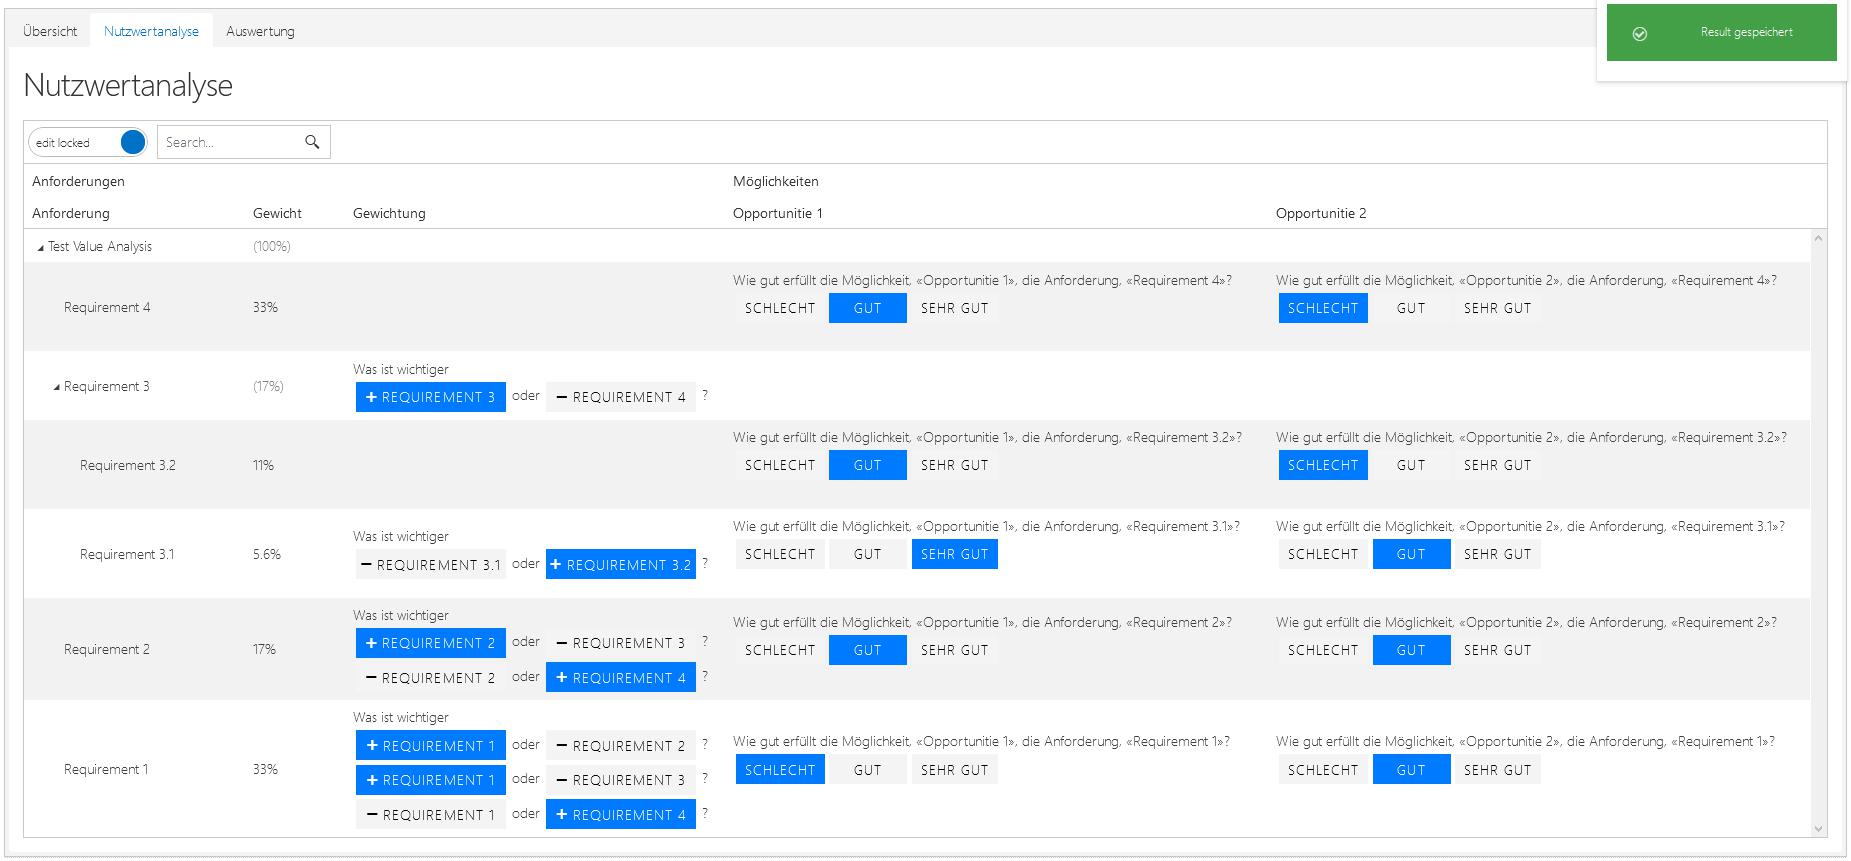 Übersicht Nutzwertanalyse Auswertung
Result gespeichert
Nutzwertanalyse
edit locked Search...
Anforderungen Möglichkeiten
Anforderung Gewicht Gewichtung Opportunitie 1 Opportunitie 2
Test Value Analysis (100%)
Wie gut erfüllt die Möglichkeit, «Opportunitie 1», die Anforderung, «Requirement 4»? Wie gut erfüllt die Möglichkeit, «Opportunitie 2», die Anforderung, «Requirement 4»?
Requirement 4 33% SCHLECHT GUT SEHR GUT SCHLECHT GUT SEHR GUT
Was ist wichtiger
Requirement 3 (17%)
+ REQUIREMENT 3 oder − REQUIREMENT 4 ?
Wie gut erfüllt die Möglichkeit, «Opportunitie 1», die Anforderung, «Requirement 3.2»? Wie gut erfüllt die Möglichkeit, «Opportunitie 2», die Anforderung, «Requirement 3.2»?
Requirement 3.2 11% SCHLECHT GUT SEHR GUT SCHLECHT GUT SEHR GUT
Wie gut erfüllt die Möglichkeit, «Opportunitie 1», die Anforderung, «Requirement 3.1»? Wie gut erfüllt die Möglichkeit, «Opportunitie 2», die Anforderung, «Requirement 3.1»?
Was ist wichtiger
Requirement 3.1 5.6% SCHLECHT GUT SEHR GUT SCHLECHT GUT SEHR GUT
− REQUIREMENT 3.1 oder + REQUIREMENT 3.2 ?
Was ist wichtiger
Wie gut erfüllt die Möglichkeit, «Opportunitie 1», die Anforderung, «Requirement 2»? Wie gut erfüllt die Möglichkeit, «Opportunitie 2», die Anforderung, «Requirement 2»?
+ REQUIREMENT 2 oder − REQUIREMENT 3 ?
Requirement 2 17% SCHLECHT GUT SEHR GUT SCHLECHT GUT SEHR GUT
− REQUIREMENT 2 oder + REQUIREMENT 4 ?
Was ist wichtiger
+ REQUIREMENT 1 oder − REQUIREMENT 2 ? Wie gut erfüllt die Möglichkeit, «Opportunitie 1», die Anforderung, «Requirement 1»? Wie gut erfüllt die Möglichkeit, «Opportunitie 2», die Anforderung, «Requirement 1»?
Requirement 1 33% SCHLECHT GUT SEHR GUT SCHLECHT GUT SEHR GUT
+ REQUIREMENT 1 oder − REQUIREMENT 3 ?
− REQUIREMENT 1 oder + REQUIREMENT 4 ?